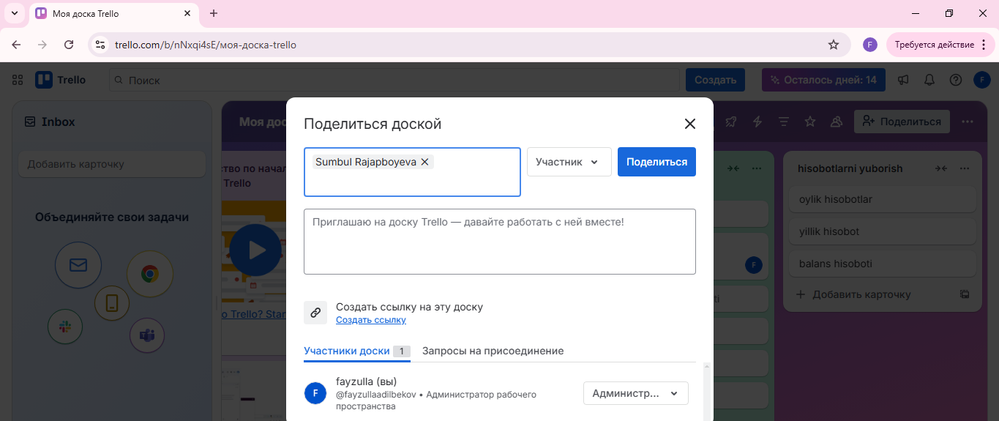 Моя доска Trello
trello.com/b/nNxqi4sE/моя-доска-trello
F
Требуется действие
Trello
Поиск
Создать
Осталось дней: 14
F
Inbox
Добавить карточку
Объединяйте свои задачи
Моя дос
Поделиться
ство по начал
Trello
о Trello? Star
F
hisobotlarni yuborish
oylik hisobotlar
yillik hisobot
balans hisoboti
Добавить карточку
Поделиться доской
Sumbul Rajapboyeva
Участник
Поделиться
Приглашаю на доску Trello — давайте работать с ней вместе!
Создать ссылку на эту доску
Создать ссылку
Участники доски 1
Запросы на присоединение
F
fayzulla (вы)
@fayzullaadilbekov • Администратор рабочего
пространства
Администр...